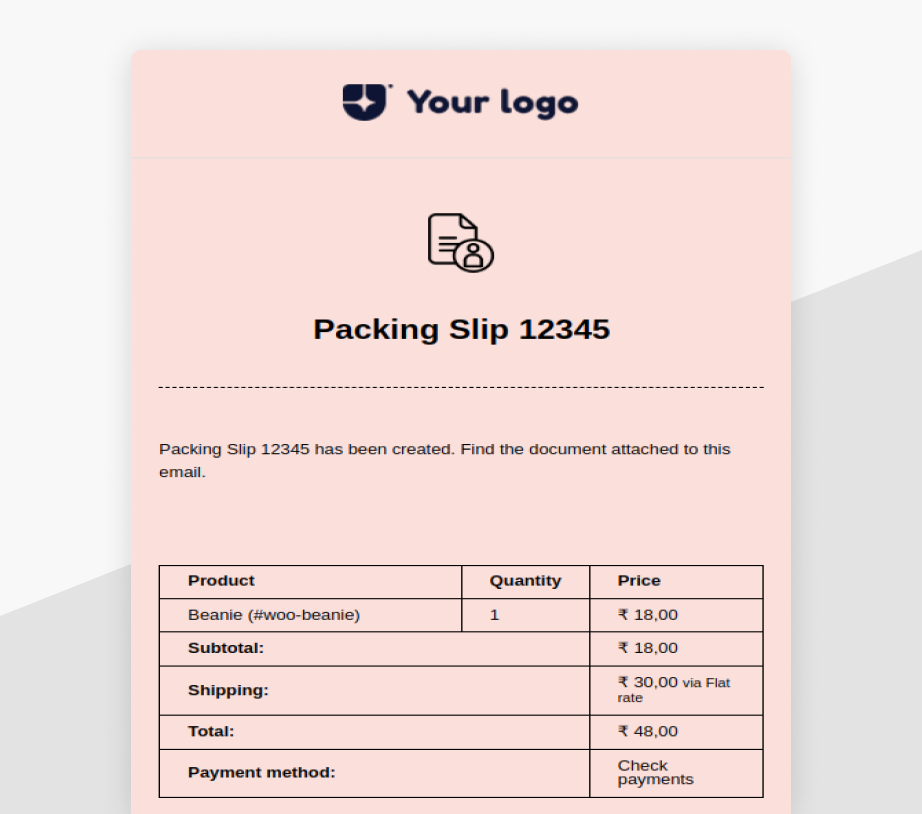 Your logo
Packing Slip 12345
Packing Slip 12345 has been created. Find the document attached to this
email.
Product Quantity Price
Beanie (#woo-beanie) 1 ₹ 18,00
Subtotal: ₹ 18,00
Shipping: ₹ 30,00 via Flat
rate
Total: ₹ 48,00
Payment method: Check
payments